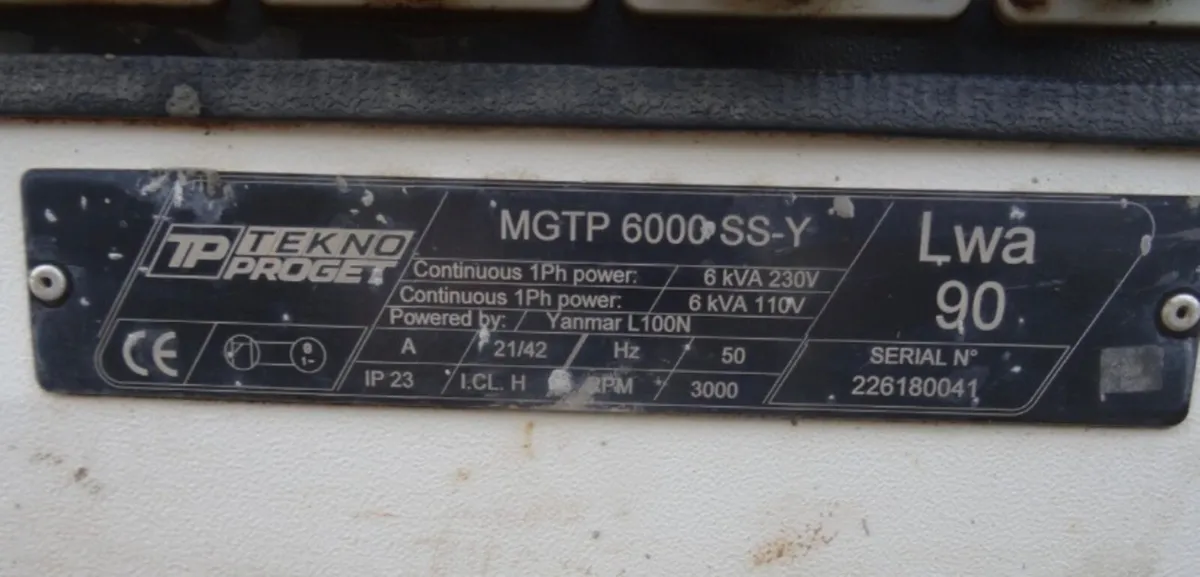 TP TEKNO PROGET
MGTP 6000 SS-Y
Continuous 1Ph power: 6 kVA 230V
Continuous 1Ph power: 6 kVA 110V
Powered by: Yanmar L100N
A 21/42 Hz 50
IP 23 I.CL. H RPM 3000
CE
Lwa
90
SERIAL N°
226180041